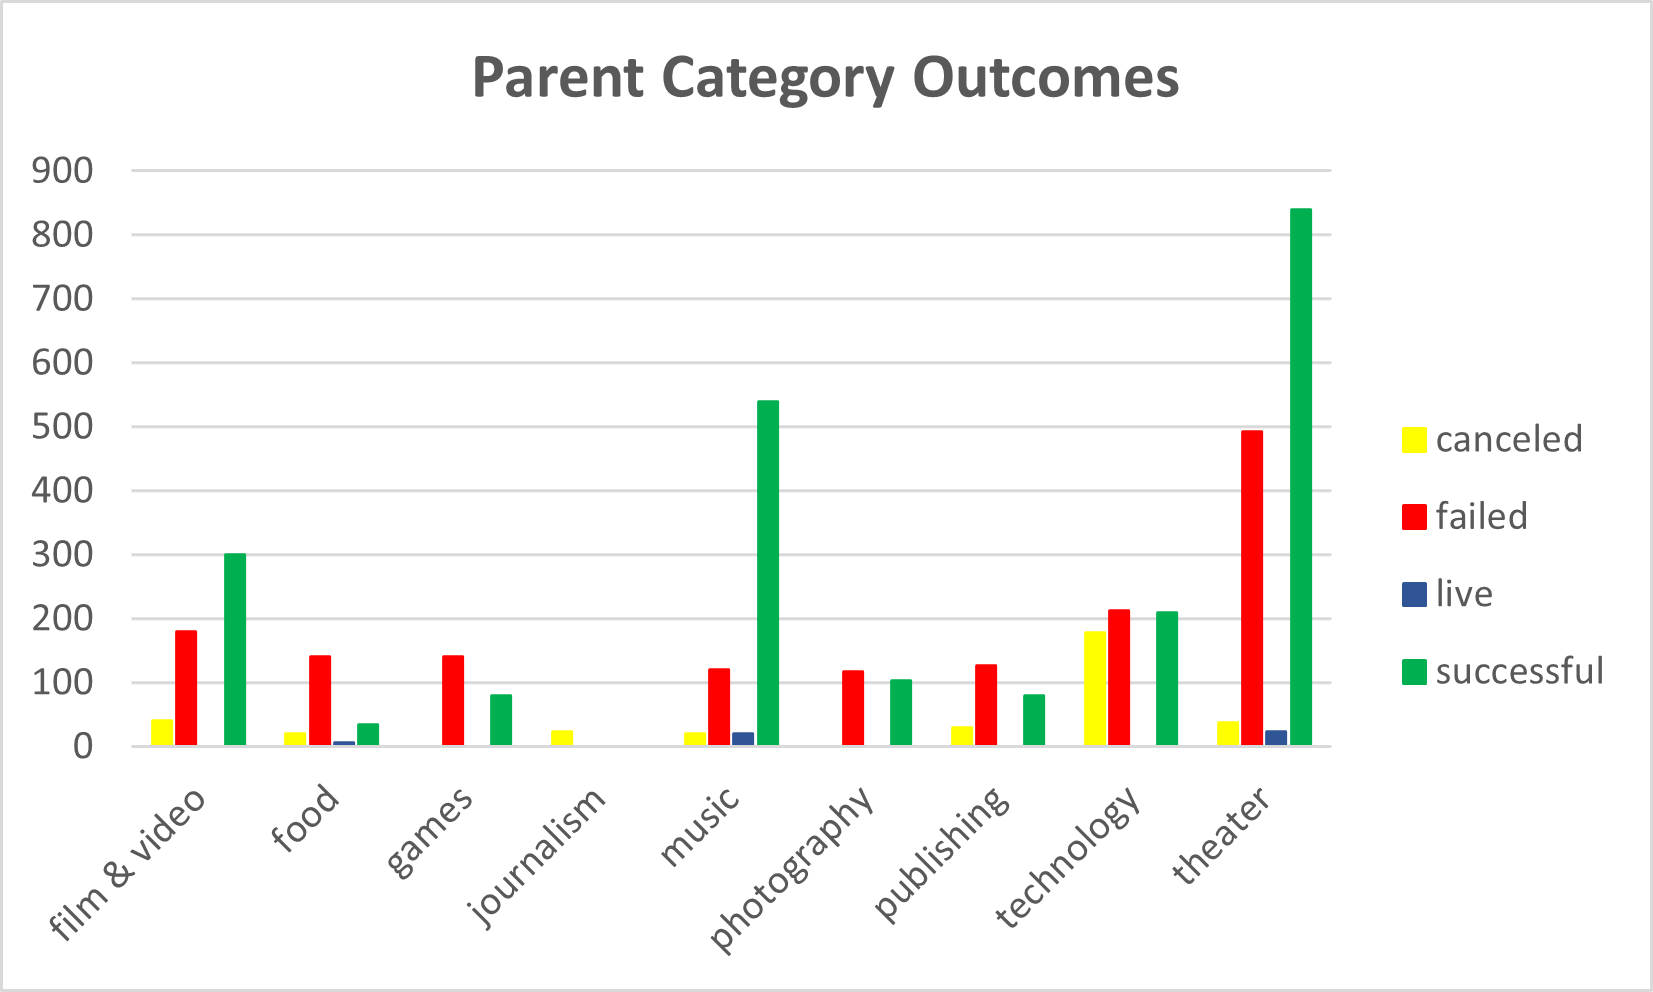 Parent Category Outcomes
900
800
700
600
500
400
300
200
100
0
canceled
failed
live
successful
film & video
food
games
journalism
music
photography
publishing
technology
theater